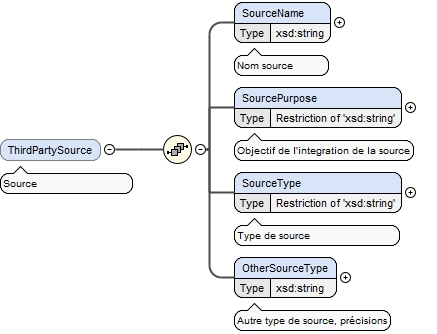 SourceName
Type xsd:string
Nom source
SourcePurpose
Type Restriction of 'xsd:string'
Objectif de l'integration de la source
ThirdPartySource
Source
SourceType
Type Restriction of 'xsd:string'
Type de source
OtherSourceType
Type xsd:string
Autre type de source, précisions